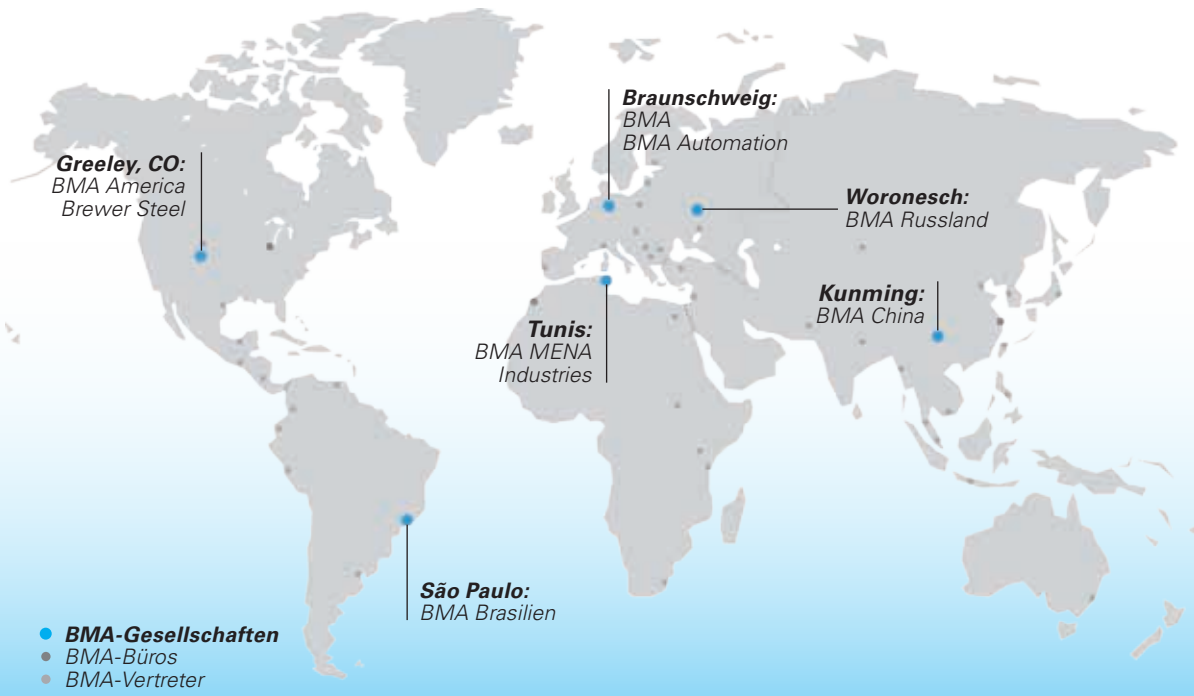 Braunschweig:
BMA
BMA Automation
Greeley, CO:
BMA America
Brewer Steel
Woronesch:
BMA Russland
Kunming:
BMA China
Tunis:
BMA MENA
Industries
São Paulo:
BMA Brasilien
BMA-Gesellschaften
BMA-Büros
BMA-Vertreter